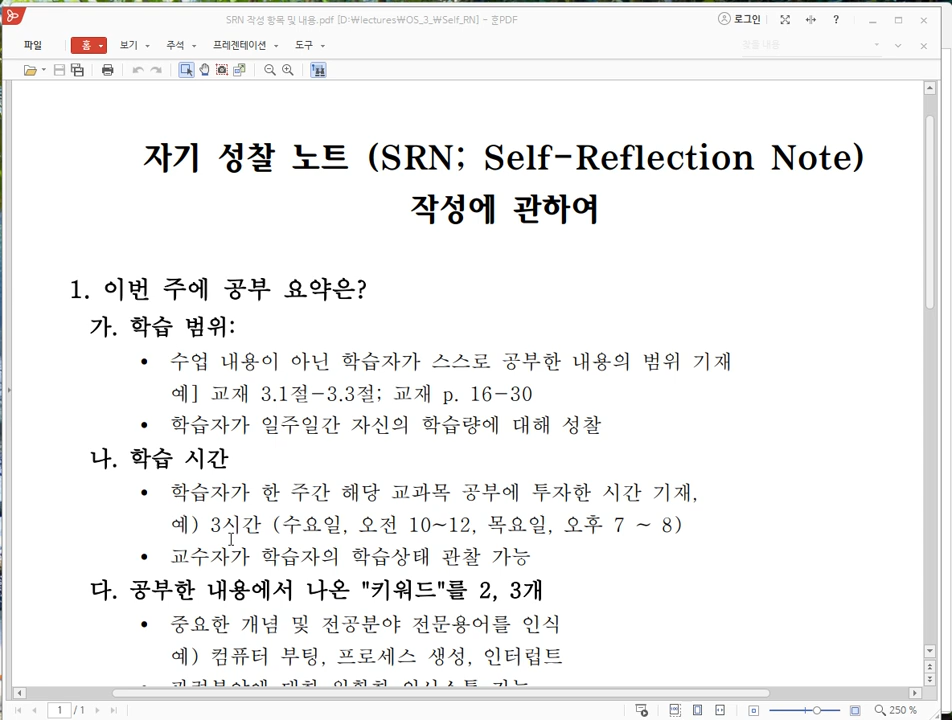 SRN 작성 항목 및 내용.pdf [D:₩lectures₩OS_3_₩Self_RN] - 훈PDF
로그인
?
파일 홈 보기 주석 프레젠테이션 도구
찾을 내용
자기 성찰 노트 (SRN; Self-Reflection Note)
작성에 관하여
1. 이번 주에 공부 요약은?
가. 학습 범위:
• 수업 내용이 아닌 학습자가 스스로 공부한 내용의 범위 기재
예] 교재 3.1절-3.3절; 교재 p. 16-30
• 학습자가 일주일간 자신의 학습량에 대해 성찰
나. 학습 시간
• 학습자가 한 주간 해당 교과목 공부에 투자한 시간 기재,
예) 3시간 (수요일, 오전 10~12, 목요일, 오후 7 ~ 8)
• 교수자가 학습자의 학습상태 관찰 가능
다. 공부한 내용에서 나온 "키워드"를 2, 3개
• 중요한 개념 및 전공분야 전문용어를 인식
예) 컴퓨터 부팅, 프로세스 생성, 인터럽트
1 / 1
250 %